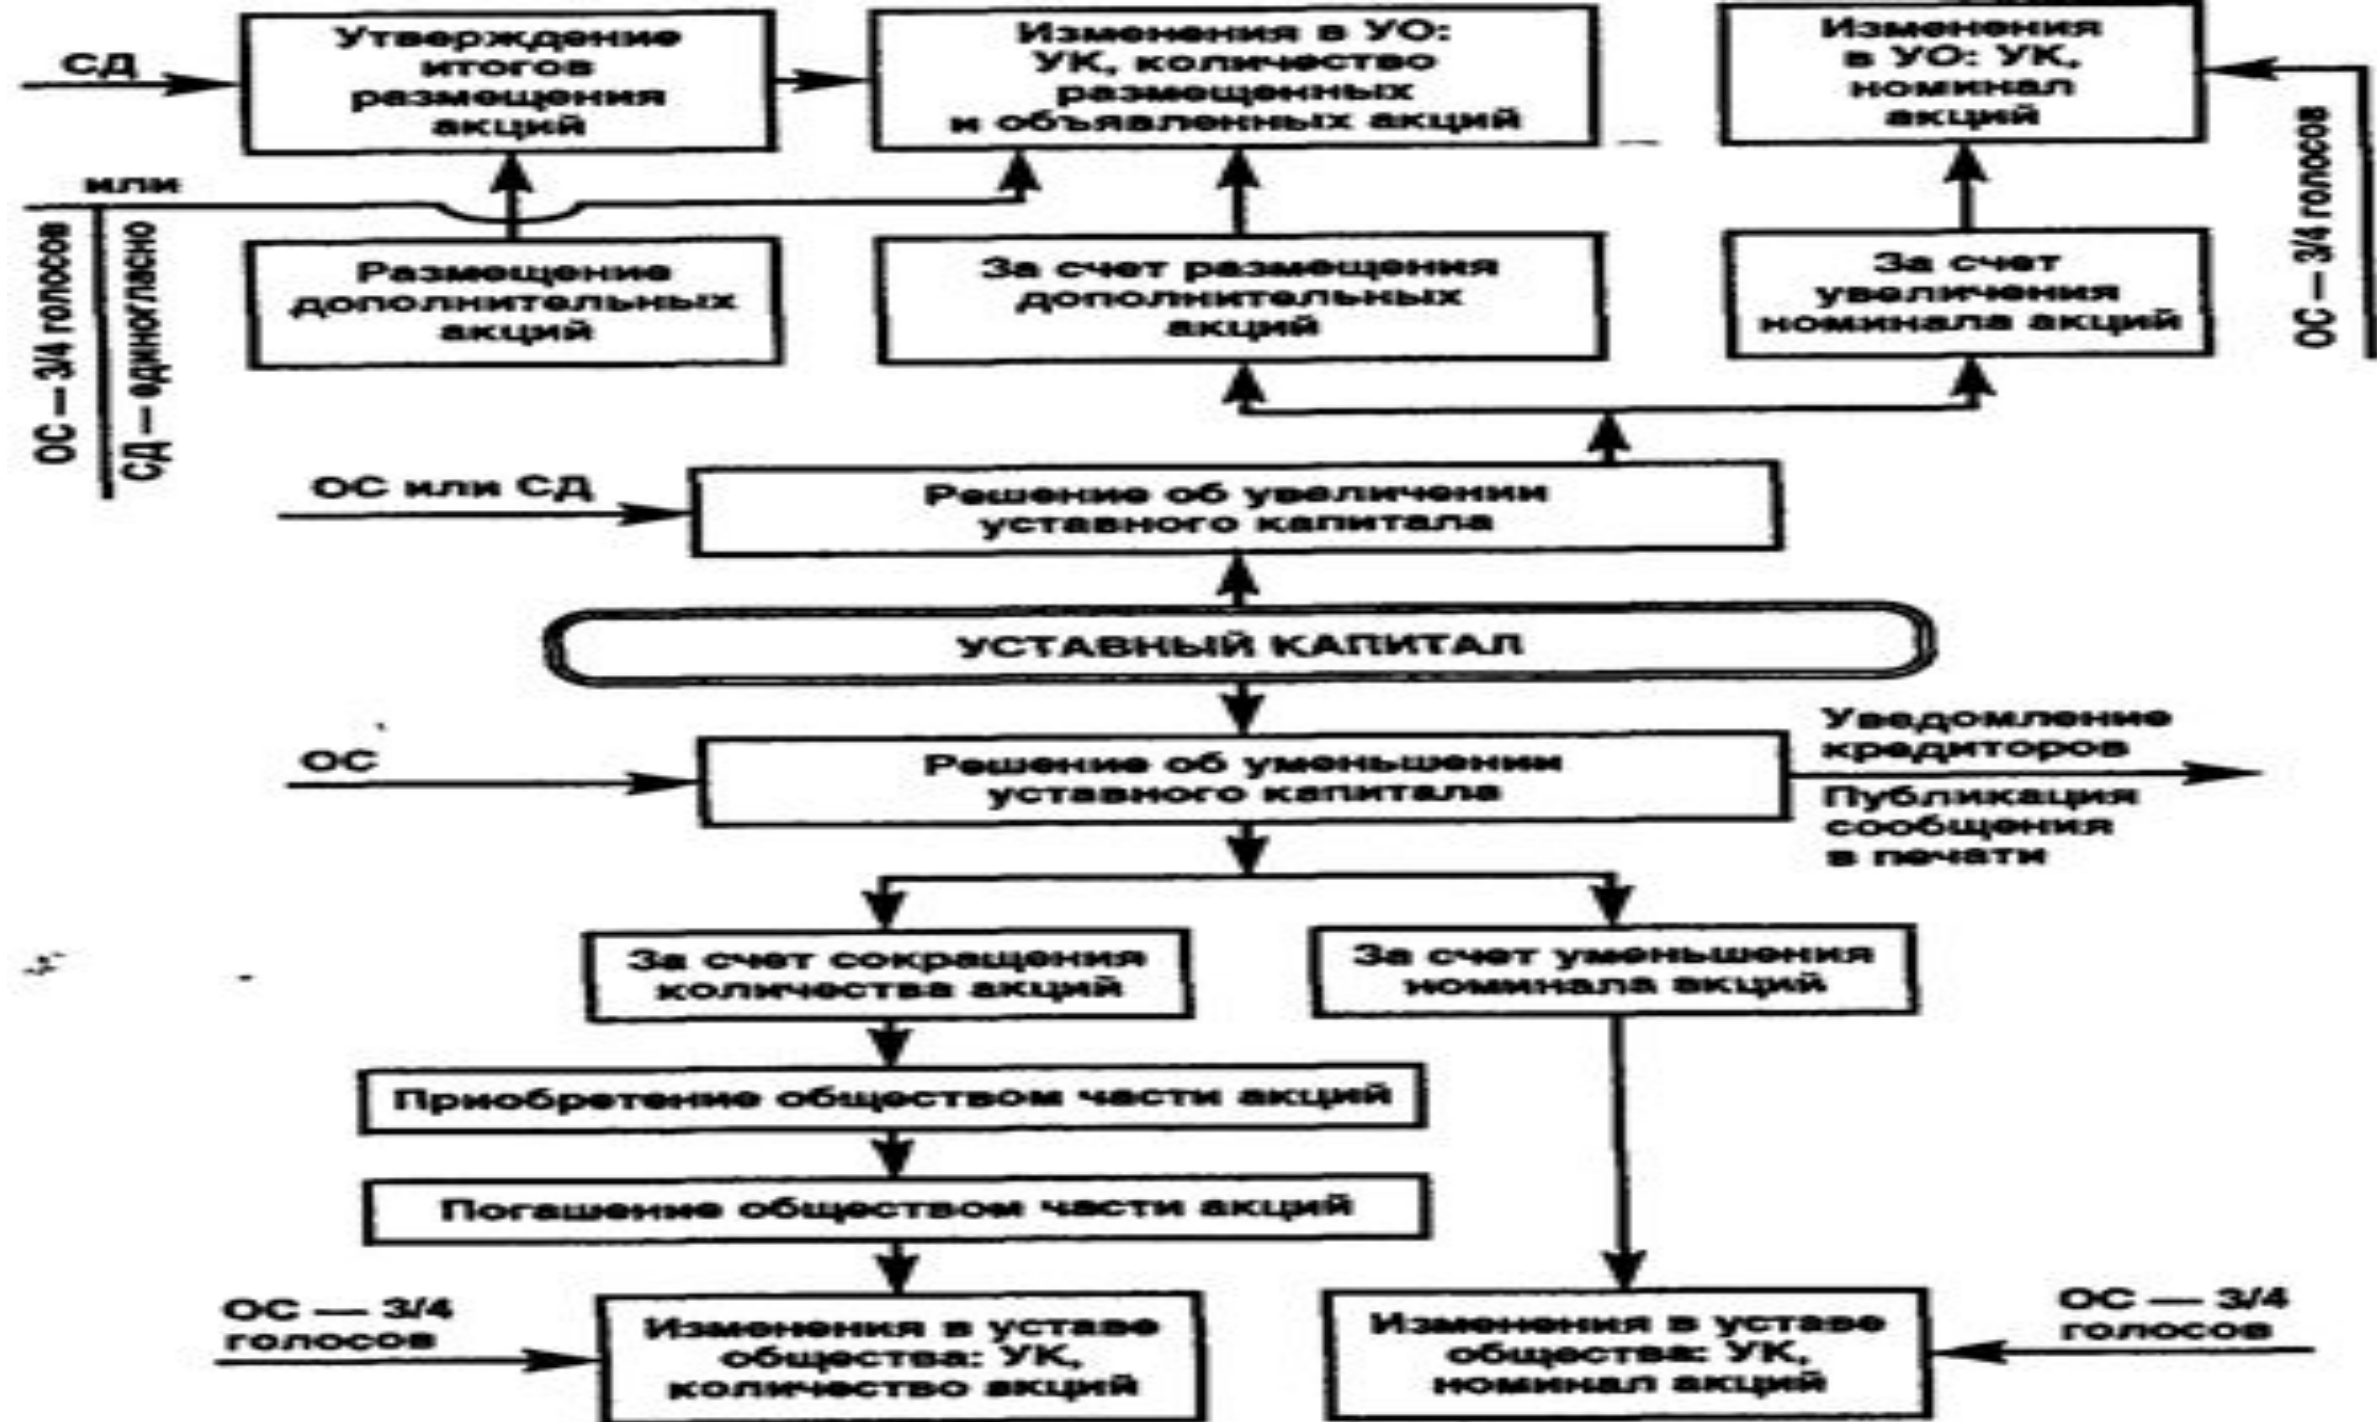 СД
Утверждение
итогов
размещения
акций
Изменения в УО:
УК, количество
размещенных
и объявленных акций
Изменения
в УО: УК,
номинал
акций
или
ОС — 3/4 голосов
СД — единогласно
Размещение
дополнительных
акций
За счет размещения
дополнительных
акций
За счет
увеличения
номинала акций
ОС — 3/4 голосов
ОС или СД
Решение об увеличении
уставного капитала
УСТАВНЫЙ КАПИТАЛ
ОС
Решение об уменьшении
уставного капитала
Уведомление
кредиторов
Публикация
сообщения
в печати
За счет сокращения
количества акций
За счет уменьшения
номинала акций
Приобретение обществом части акций
Погашение обществом части акций
ОС — 3/4
голосов
Изменения в уставе
общества: УК,
количество акций
Изменения в уставе
общества: УК,
номинал акций
ОС — 3/4
голосов